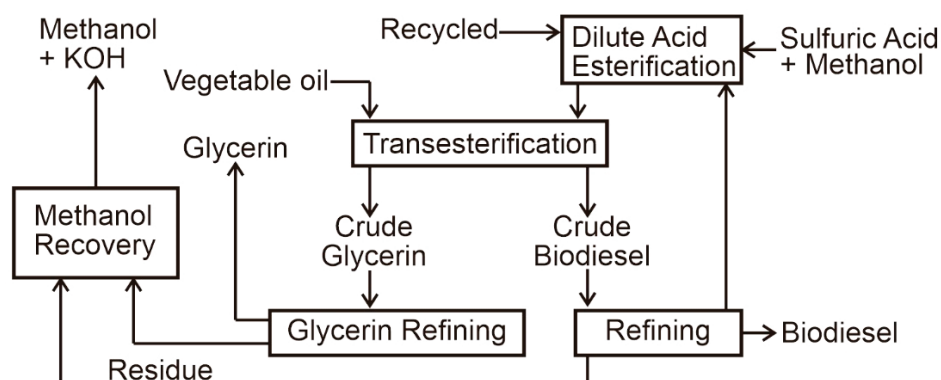 Methanol
+ KOH
Recycled
Dilute Acid
Esterification
Sulfuric Acid
+ Methanol
Vegetable oil
Transesterification
Glycerin
Methanol
Recovery
Crude
Glycerin
Crude
Biodiesel
Glycerin Refining
Refining
Biodiesel
Residue